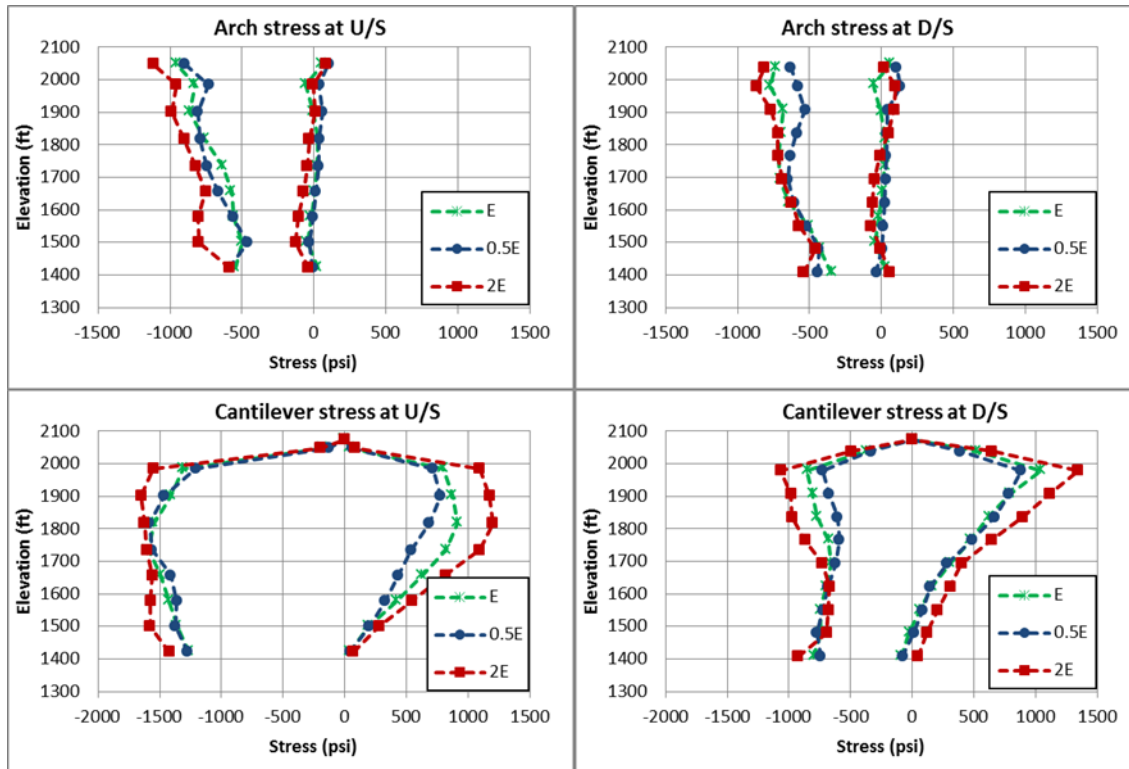 Arch stress at U/S
2100
2000
1900
1800
1700
1600
1500
1400
1300
Elevation (ft)
-1500 -1000 -500 0 500 1000 1500
Stress (psi)
E
0.5E
2E
Arch stress at D/S
2100
2000
1900
1800
1700
1600
1500
1400
1300
Elevation (ft)
-1500 -1000 -500 0 500 1000 1500
Stress (psi)
E
0.5E
2E
Cantilever stress at U/S
2100
2000
1900
1800
1700
1600
1500
1400
1300
Elevation (ft)
-2000 -1500 -1000 -500 0 500 1000 1500
Stress (psi)
E
0.5E
2E
Cantilever stress at D/S
2100
2000
1900
1800
1700
1600
1500
1400
1300
Elevation (ft)
-2000 -1500 -1000 -500 0 500 1000 1500
Stress (psi)
E
0.5E
2E